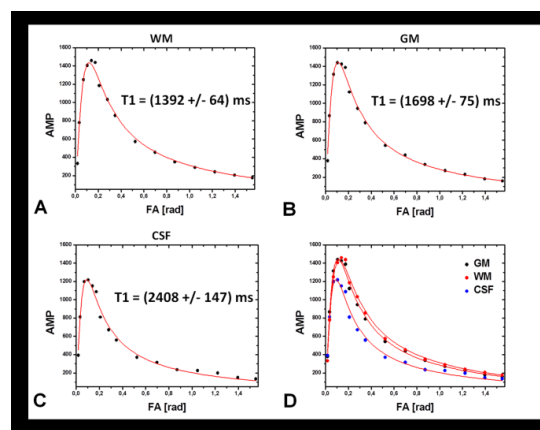 WM
1600
1400
1200
1000
800
600
400
200
0,0 0,2 0,4 0,6 0,8 1,0 1,2 1,4
AMP
FA [rad]
T1 = (1392 +/- 64) ms
A
GM
1600
1400
1200
1000
800
600
400
200
0,0 0,2 0,4 0,6 0,8 1,0 1,2 1,4
AMP
FA [rad]
T1 = (1698 +/- 75) ms
B
CSF
1600
1400
1200
1000
800
600
400
200
0
0,0 0,2 0,4 0,6 0,8 1,0 1,2 1,4
AMP
FA [rad]
T1 = (2408 +/- 147) ms
C
1600
1400
1200
1000
800
600
400
200
0
0,0 0,2 0,4 0,6 0,8 1,0 1,2 1,4
AMP
FA [rad]
GM
WM
CSF
D